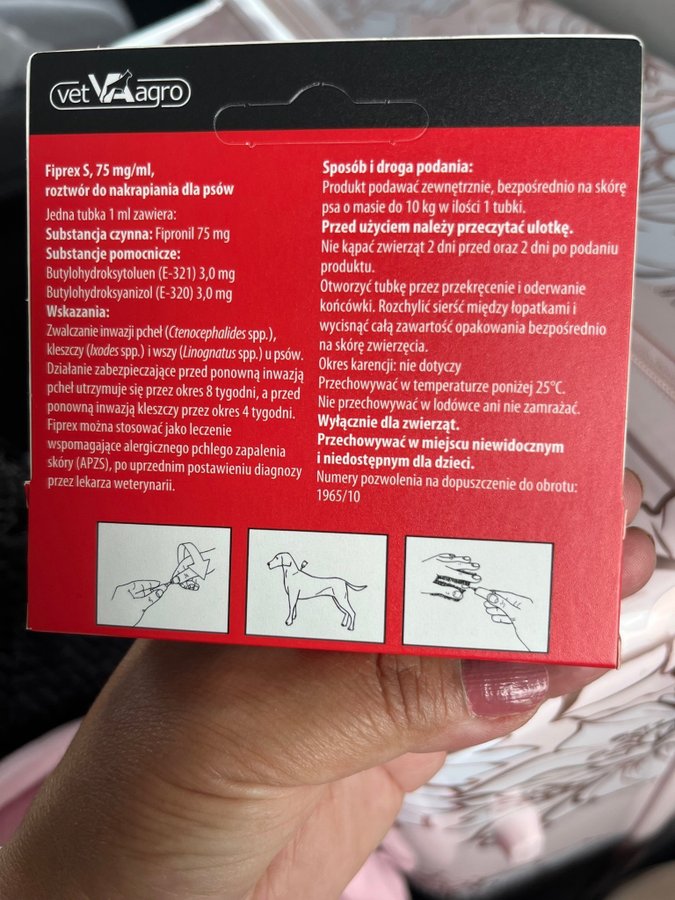 vet VA agro
Fiprex S, 75 mg/ml,
roztwór do nakrapiania dla psów
Jedna tubka 1 ml zawiera:
Substancja czynna: Fipronil 75 mg
Substancje pomocnicze:
Butylohydroksytoluen (E-321) 3,0 mg
Butylohydroksyanizol (E-320) 3,0 mg
Wskazania:
Zwalczanie inwazji pcheł (Ctenocephalides spp.),
kleszczy (Ixodes spp.) i wszy (Linognatus spp.) u psów.
Działanie zabezpieczające przed ponowną inwazją
pcheł utrzymuje się przez okres 8 tygodni, a przed
ponowną inwazją kleszczy przez okres 4 tygodni.
Fiprex można stosować jako leczenie
wspomagające alergicznego pchlego zapalenia
skóry (APZS), po uprzednim postawieniu diagnozy
przez lekarza weterynarii.
Sposób i droga podania:
Produkt podawać zewnętrznie, bezpośrednio na skórę
psa o masie do 10 kg w ilości 1 tubki.
Przed użyciem należy przeczytać ulotkę.
Nie kąpać zwierząt 2 dni przed oraz 2 dni po podaniu
produktu.
Otworzyć tubkę przez przekręcenie i oderwanie
końcówki. Rozchylić sierść między łopatkami i
wycisnąć całą zawartość opakowania bezpośrednio
na skórę zwierzęcia.
Okres karencji: nie dotyczy
Przechowywać w temperaturze poniżej 25°C.
Nie przechowywać w lodówce ani nie zamrażać.
Wyłącznie dla zwierząt.
Przechowywać w miejscu niewidocznym
i niedostępnym dla dzieci.
Numery pozwolenia na dopuszczenie do obrotu:
1965/10